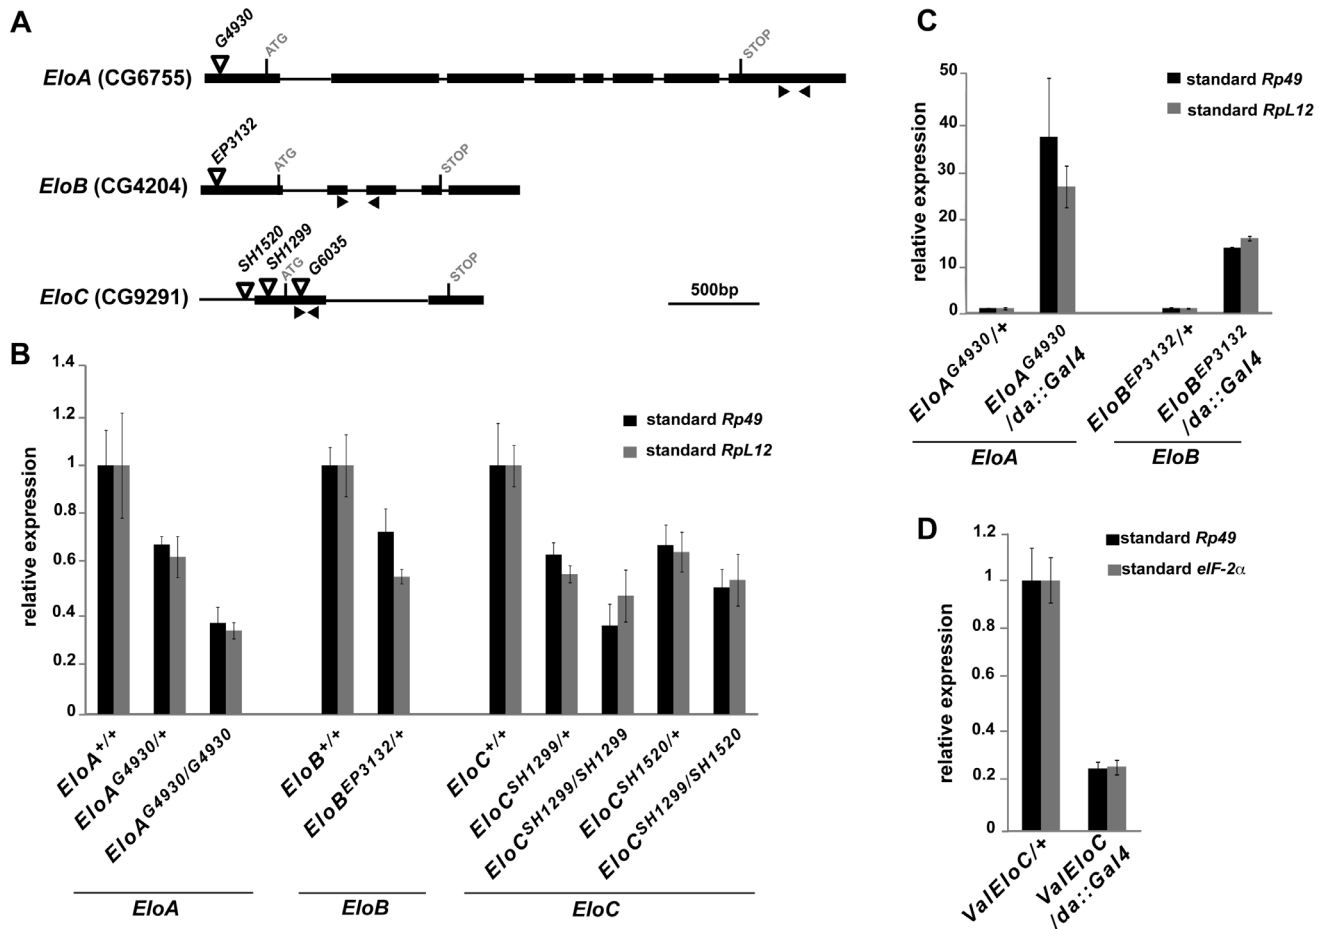 A
G4930
ATG
STOP
EloA (CG6755)
EP3132
ATG
STOP
EloB (CG4204)
SH1520
SH1299
ATG
G6035
STOP
EloC (CG9291)
500bp
B
1.4
1.2
1
0.8
0.6
0.4
0.2
0
relative expression
standard Rp49
standard RpL12
EloA+/+
EloAG4930/+
EloAG4930/G4930
EloB+/+
EloBEP3132/+
EloC+/+
EloCSH1299/+
EloCSH1299/SH1299
EloCSH1520/+
EloCSH1299/SH1520
EloA
EloB
EloC
C
50
40
30
20
10
0
relative expression
standard Rp49
standard RpL12
EloAG4930/+
EloAG4930
/da::Gal4
EloBEP3132/+
EloBEP3132
/da::Gal4
EloA
EloB
D
1.2
1
0.8
0.6
0.4
0.2
0
relative expression
standard Rp49
standard eIF-2α
ValEloC/+
ValEloC
/da::Gal4